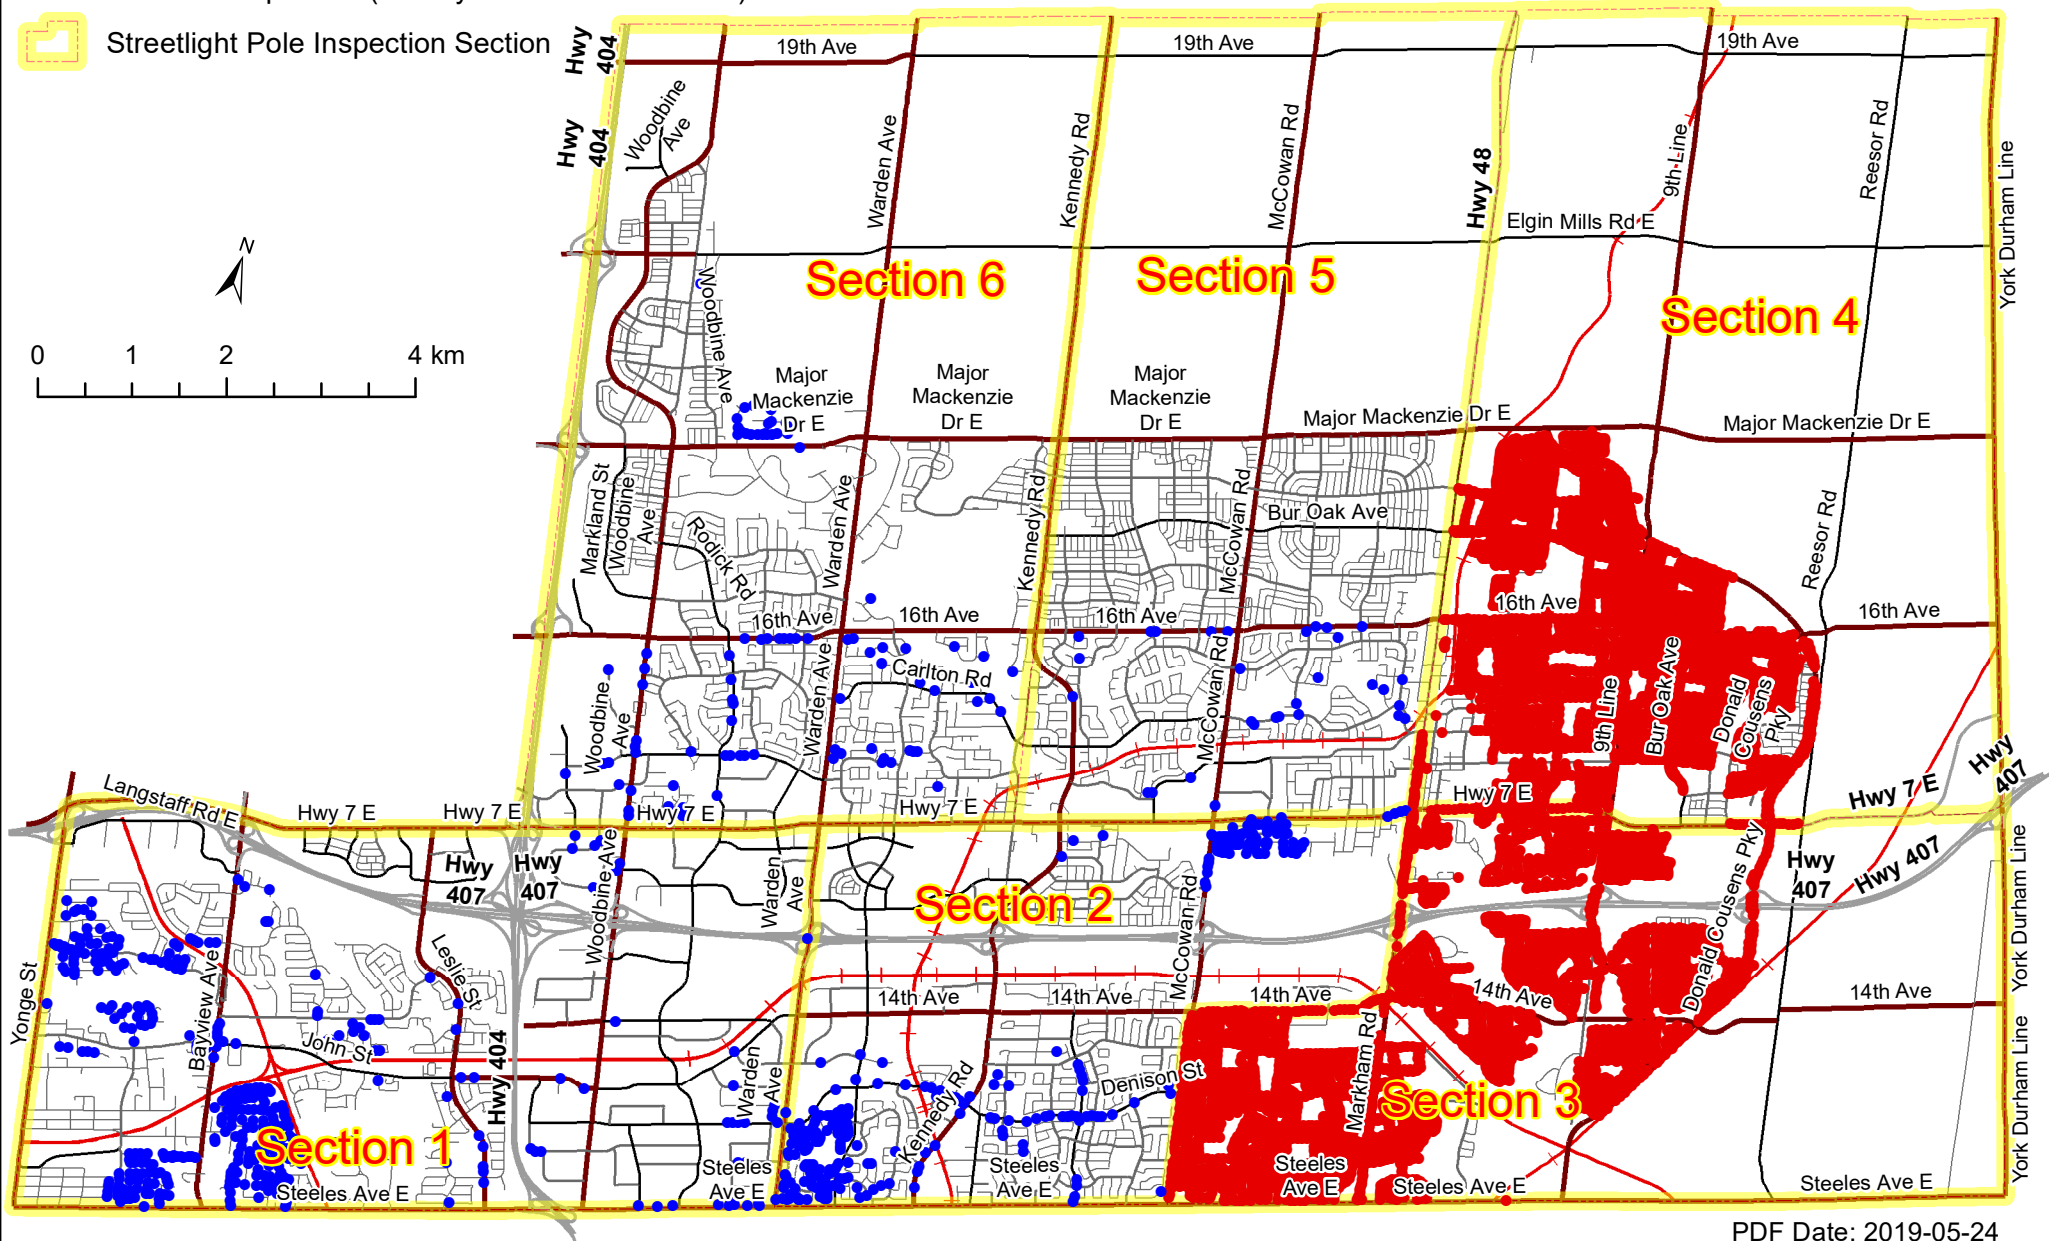 Streetlight Pole Inspection Section
Hwy
404
19th Ave
19th Ave
19th Ave
Hwy
404
Woodbine
Ave
Warden Ave
Kennedy Rd
McCowan Rd
Hwy 48
9th Line
Reesor Rd
York Durham Line
Elgin Mills Rd E
N
Section 6
Section 5
Section 4
0 1 2 4 km
Woodbine Ave
Major
Mackenzie
Dr E
Major
Mackenzie
Dr E
Major
Mackenzie
Dr E
Major Mackenzie Dr E
Major Mackenzie Dr E
Markland St
Woodbine
Ave
Rodick Rd
Warden Ave
Kennedy Rd
McCowan Rd
Bur Oak Ave
Reesor Rd
16th Ave
16th Ave
16th Ave
16th Ave
16th Ave
Woodbine
Ave
Warden Ave
Carlton Rd
McCowan Rd
9th Line
Bur Oak Ave
Donald
Cousens
Pky
Langstaff Rd E
Hwy 7 E
Hwy 7 E
Hwy 7 E
Hwy 7 E
Hwy 7 E
Hwy 7 E
Hwy
407
Hwy
407
Hwy
407
Woodbine Ave
Warden
Ave
Section 2
McCowan Rd
Donald Cousens Pky
Hwy
407
Hwy 407
York Durham Line
Yonge St
Bayview Ave
Leslie St
14th Ave
14th Ave
14th Ave
14th Ave
14th Ave
John St
Hwy 404
Warden
Ave
Kennedy Rd
Denison St
Markham Rd
Section 3
York Durham Line
Section 1
Steeles Ave E
Steeles
Ave E
Steeles
Ave E
Steeles
Ave E
Steeles Ave E
Steeles Ave E
PDF Date: 2019-05-24